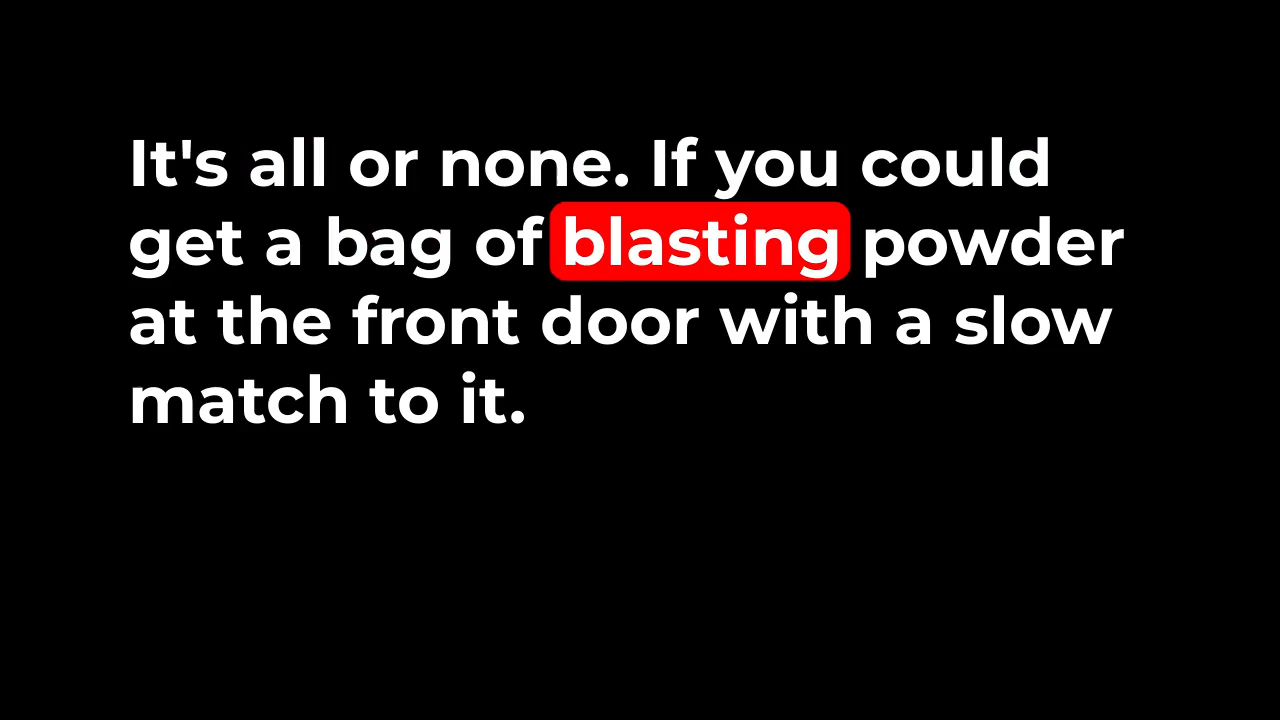 It's all or none. If you could
get a bag of blasting powder
at the front door with a slow
match to it.